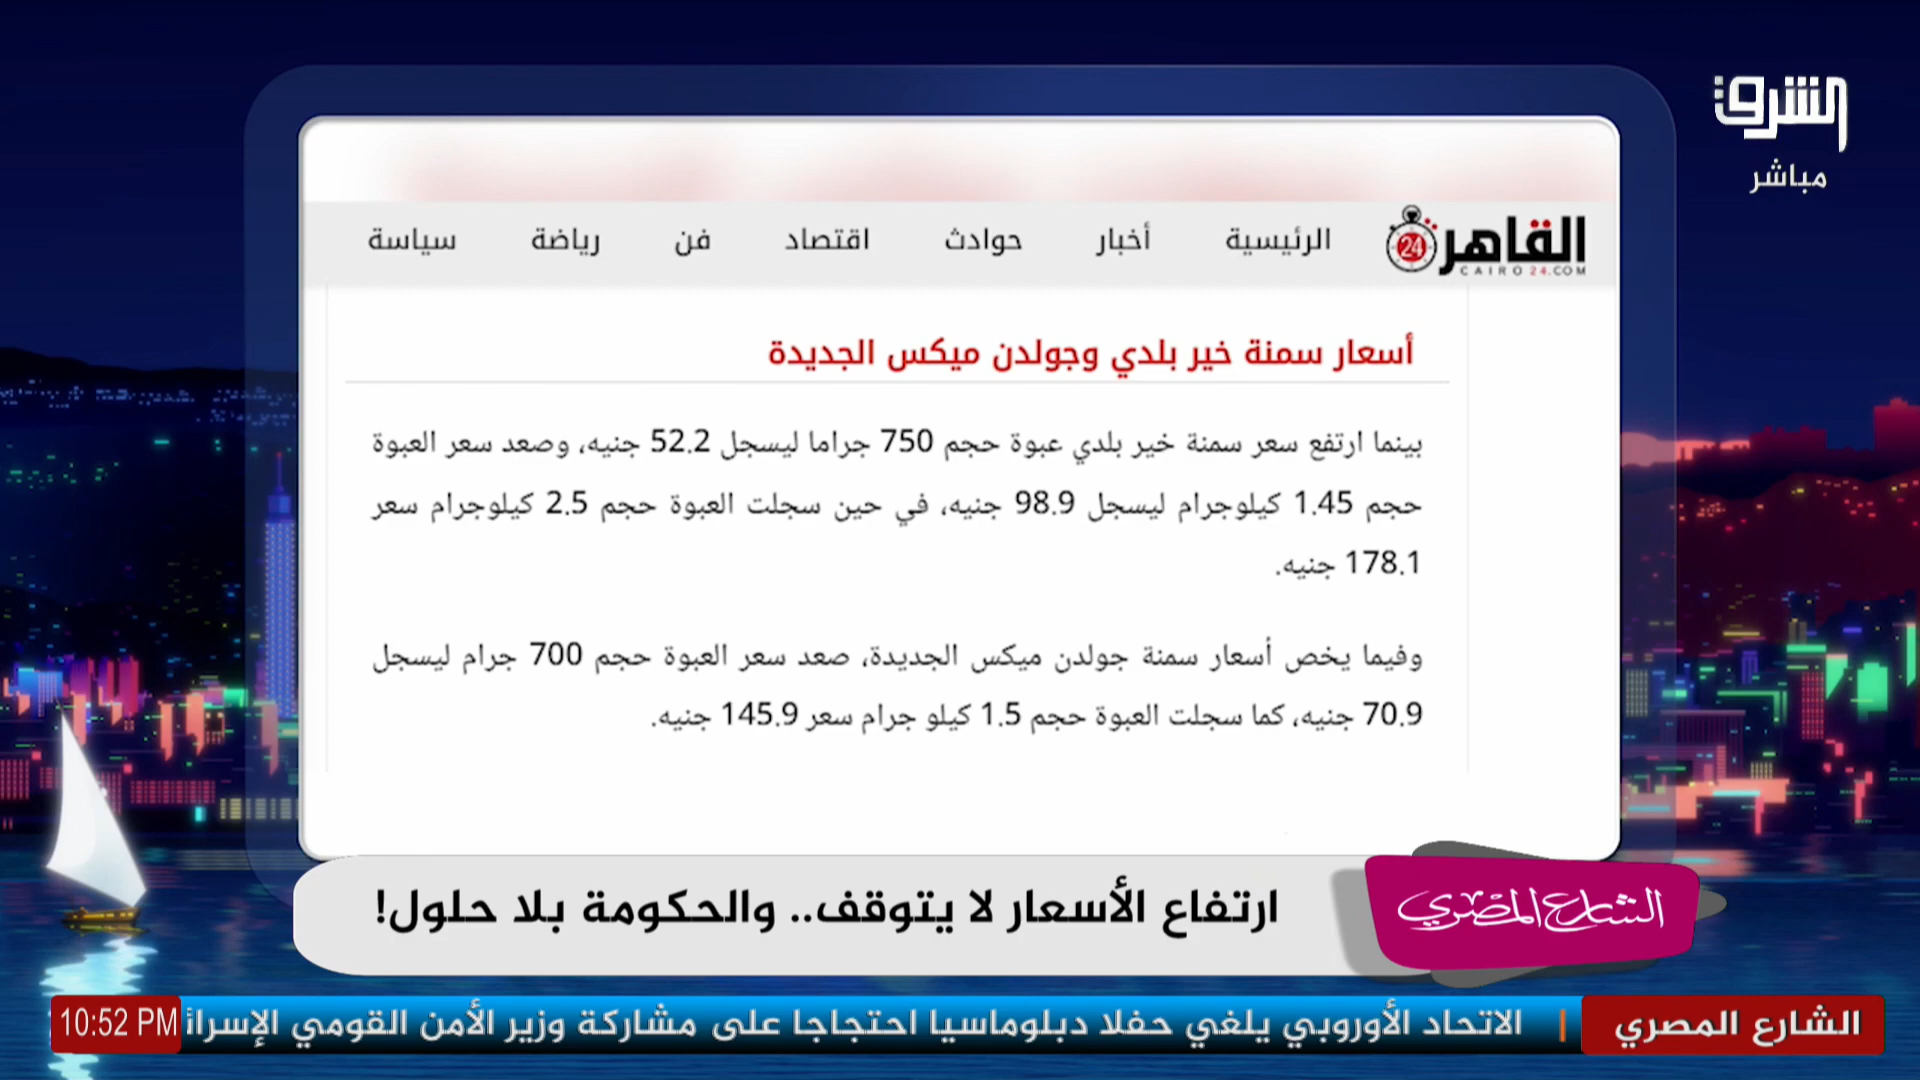 الشرق
مباشر
القاهرة 24
CAIRO24.COM
الرئيسية
أخبار
حوادث
اقتصاد
فن
رياضة
سياسة
أسعار سمنة خير بلدي وجولدن ميكس الجديدة
بينما ارتفع سعر سمنة خير بلدي عبوة حجم 750 جراما ليسجل 52.2 جنيه، وصعد سعر العبوة
حجم 1.45 كيلوجرام ليسجل 98.9 جنيه، في حين سجلت العبوة حجم 2.5 كيلوجرام سعر
178.1 جنيه.
وفيما يخص أسعار سمنة جولدن ميكس الجديدة، صعد سعر العبوة حجم 700 جرام ليسجل
70.9 جنيه، كما سجلت العبوة حجم 1.5 كيلو جرام سعر 145.9 جنيه.
الشارع المصري
ارتفاع الأسعار لا يتوقف.. والحكومة بلا حلول!
الشارع المصري
الاتحاد الأوروبي يلغي حفلا دبلوماسيا احتجاجا على مشاركة وزير الأمن القومي الإسرائ
10:52 PM